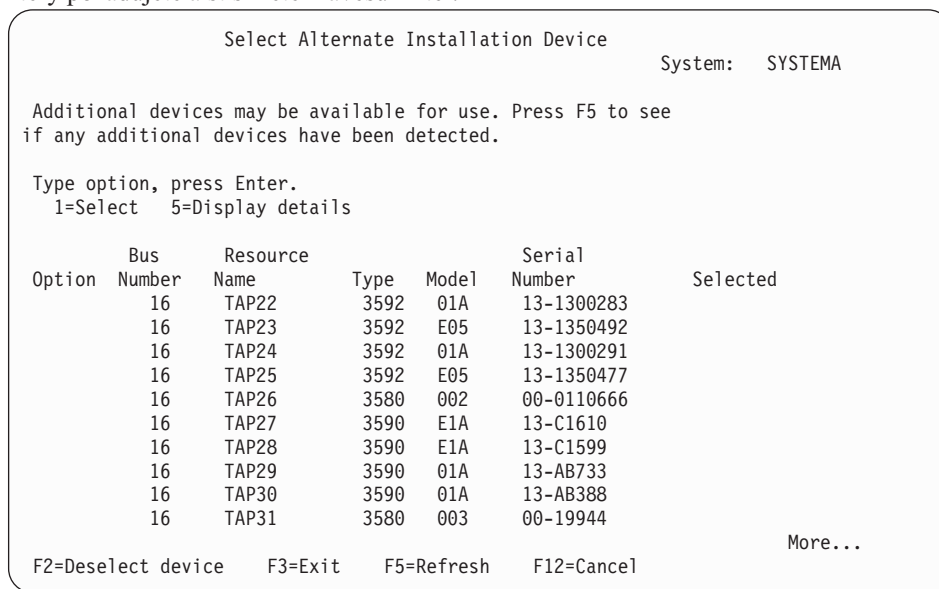 Select Alternate Installation Device
System: SYSTEMA
Additional devices may be available for use. Press F5 to see
if any additional devices have been detected.
Type option, press Enter.
1=Select 5=Display details
Bus Resource Serial
Option Number Name Type Model Number Selected
16 TAP22 3592 01A 13-1300283
16 TAP23 3592 E05 13-1350492
16 TAP24 3592 01A 13-1300291
16 TAP25 3592 E05 13-1350477
16 TAP26 3580 002 00-0110666
16 TAP27 3590 E1A 13-C1610
16 TAP28 3590 E1A 13-C1599
16 TAP29 3590 01A 13-AB733
16 TAP30 3590 01A 13-AB388
16 TAP31 3580 003 00-19944
More...
F2=Deselect device F3=Exit F5=Refresh F12=Cancel